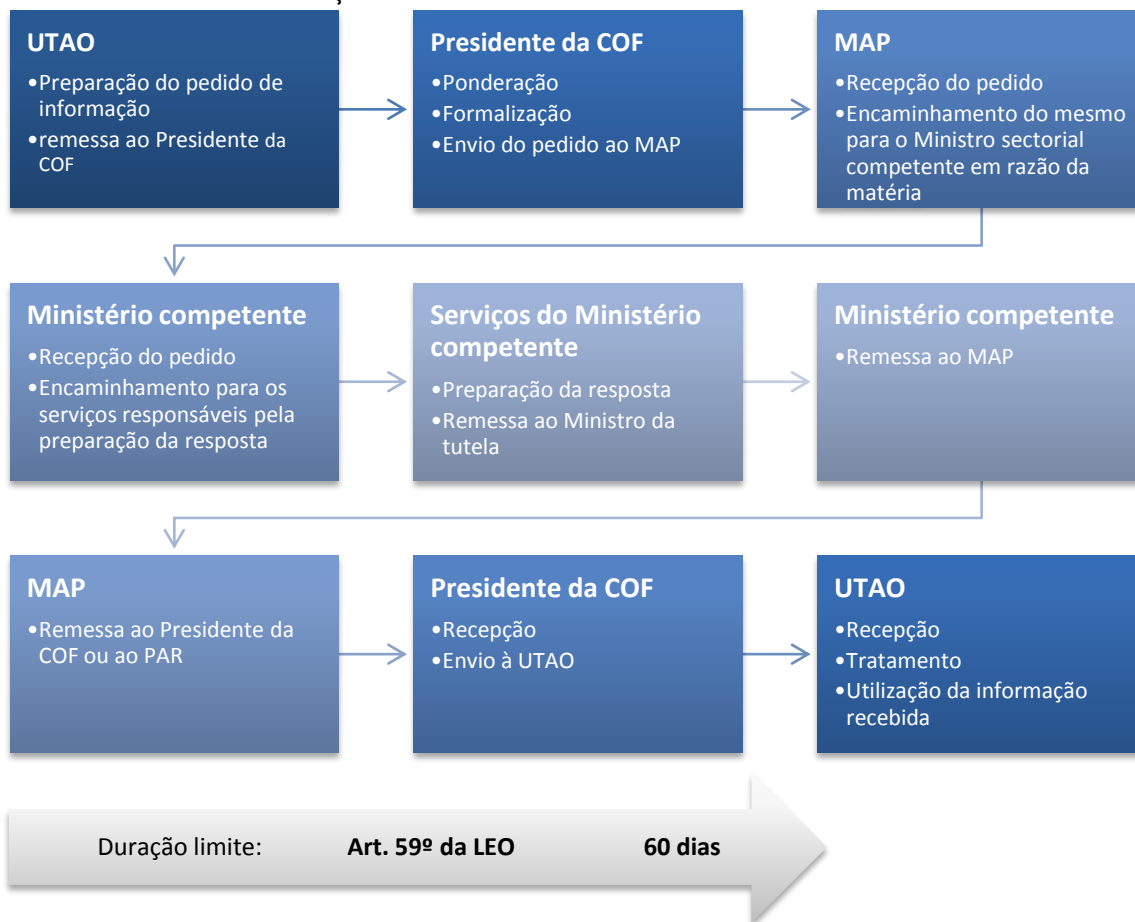 UTAO
•Preparação do pedido de
informação
•remessa ao Presidente da
COF
Presidente da COF
•Ponderação
•Formalização
•Envio do pedido ao MAP
MAP
•Recepção do pedido
•Encaminhamento do mesmo
para o Ministro sectorial
competente em razão da
matéria
Ministério competente
•Recepção do pedido
•Encaminhamento para os
serviços responsáveis pela
preparação da resposta
Serviços do Ministério
competente
•Preparação da resposta
•Remessa ao Ministro da
tutela
Ministério competente
•Remessa ao MAP
MAP
•Remessa ao Presidente da
COF ou ao PAR
Presidente da COF
•Recepção
•Envio à UTAO
UTAO
•Recepção
•Tratamento
•Utilização da informação
recebida
Duração limite: Art. 59º da LEO 60 dias